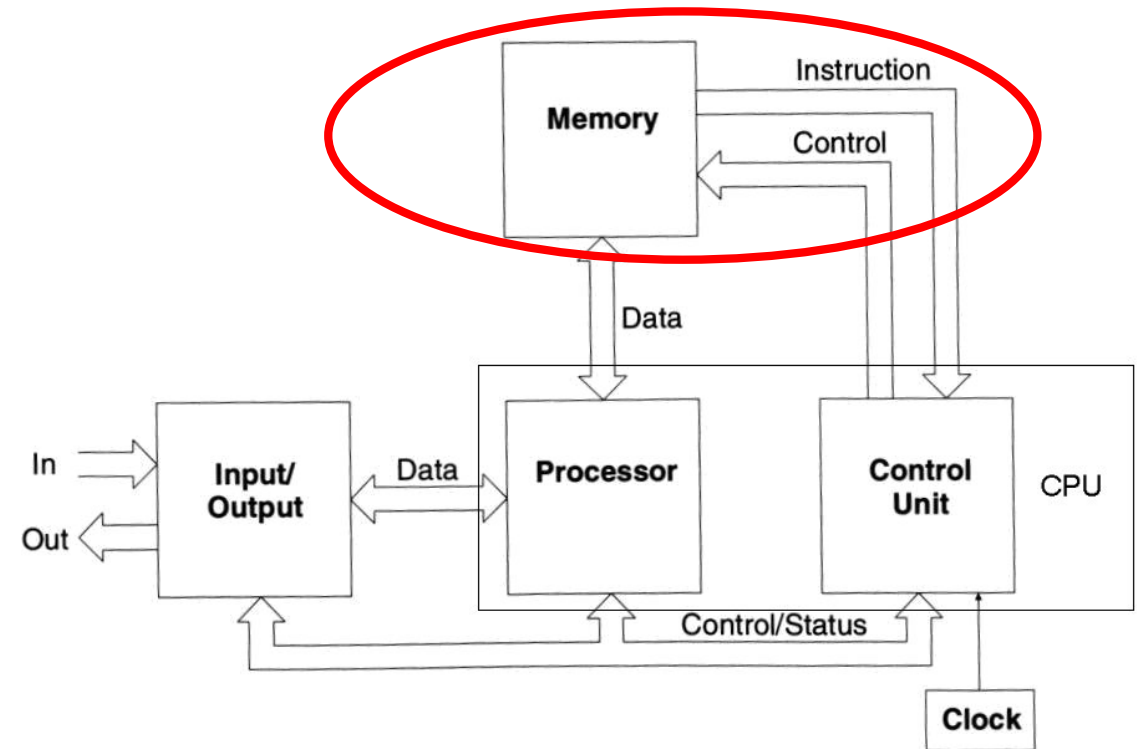 Instruction
Memory
Control
Data
In
Input/
Output
Data
Processor
Control
Unit
CPU
Out
Control/Status
Clock